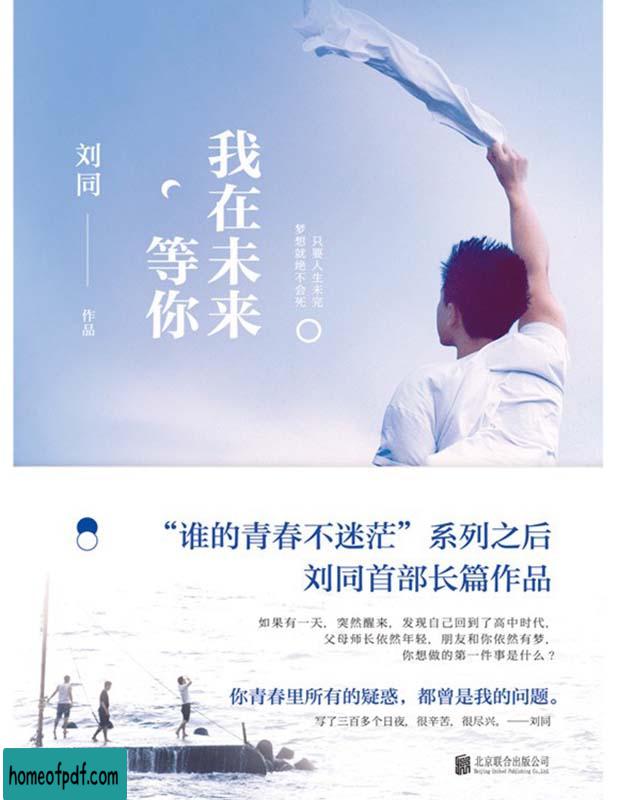 刘同
作品
我在未来
等你
只要人生未完
梦想就绝不会死
“谁的青春不迷茫”系列之后
刘同首部长篇作品
如果有一天，突然醒来，发现自己回到了高中时代，
父母师长依然年轻，朋友和你依然有梦，
你想做的第一件事是什么？
你青春里所有的疑惑，都曾是我的问题。
写了三百多个日夜，很辛苦，很尽兴，——刘同
北京联合出版公司
Beijing United Publishing Co.,Ltd.
homeofpdf.com